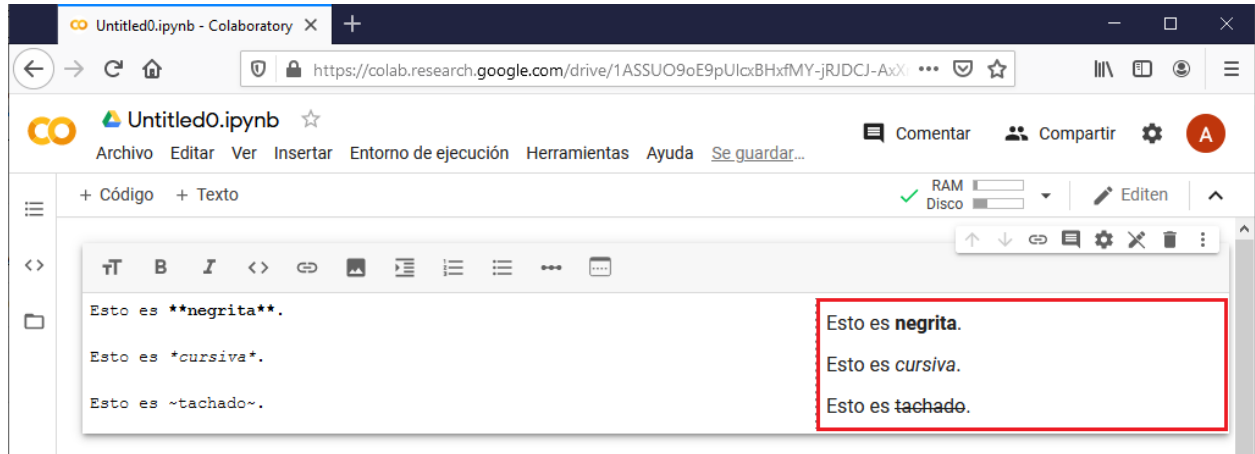 Untitled0.ipynb - Colaboratory
https://colab.research.google.com/drive/1ASSUO9oE9pUlcxBHxfMY-jRJDCJ-AxX
CO Untitled0.ipynb
Comentar Compartir A
Archivo Editar Ver Insertar Entorno de ejecución Herramientas Ayuda Se guardar...
+ Código + Texto
RAM
Disco
Editen
Esto es **negrita**.
Esto es *cursiva*.
Esto es ~tachado~.
Esto es negrita.
Esto es cursiva.
Esto es tachado.